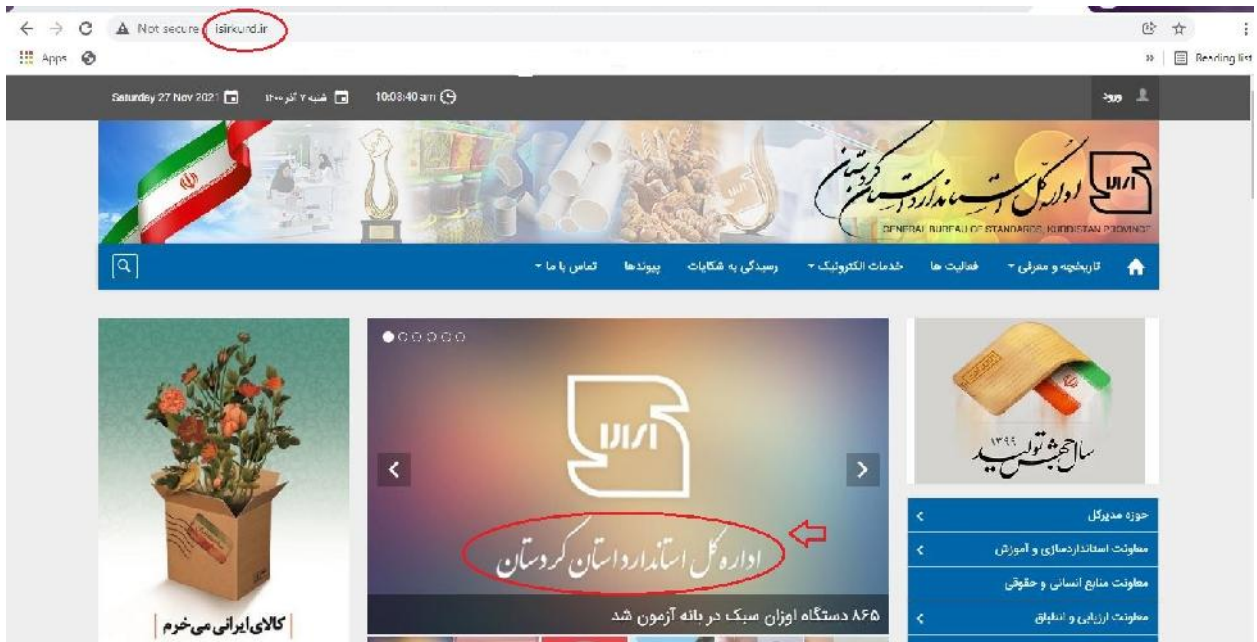 Not secure isirkurd.ir
Apps
Reading list
Saturday 27 Nov 2021
شنبه ۷ آذر ۱۴۰۰
10:03:40 am
ورود
اداره کل استاندارد استان کردستان
GENERAL BUREAU OF STANDARDS, KURDISTAN PROVINCE
تاریخچه و معرفی
فعالیت ها
خدمات الکترونیک
رسیدگی به شکایات
پیوندها
تماس با ما
سال جهش تولید
۱۳۹۹
اداره کل استاندارد استان کردستان
۸۶۵ دستگاه اوزان سبک در بانه آزمون شد
کالای ایرانی می‌خرم
حوزه مدیرکل
معاونت استانداردسازی و آموزش
معاونت منابع انسانی و حقوقی
معاونت ارزیابی و انطباق